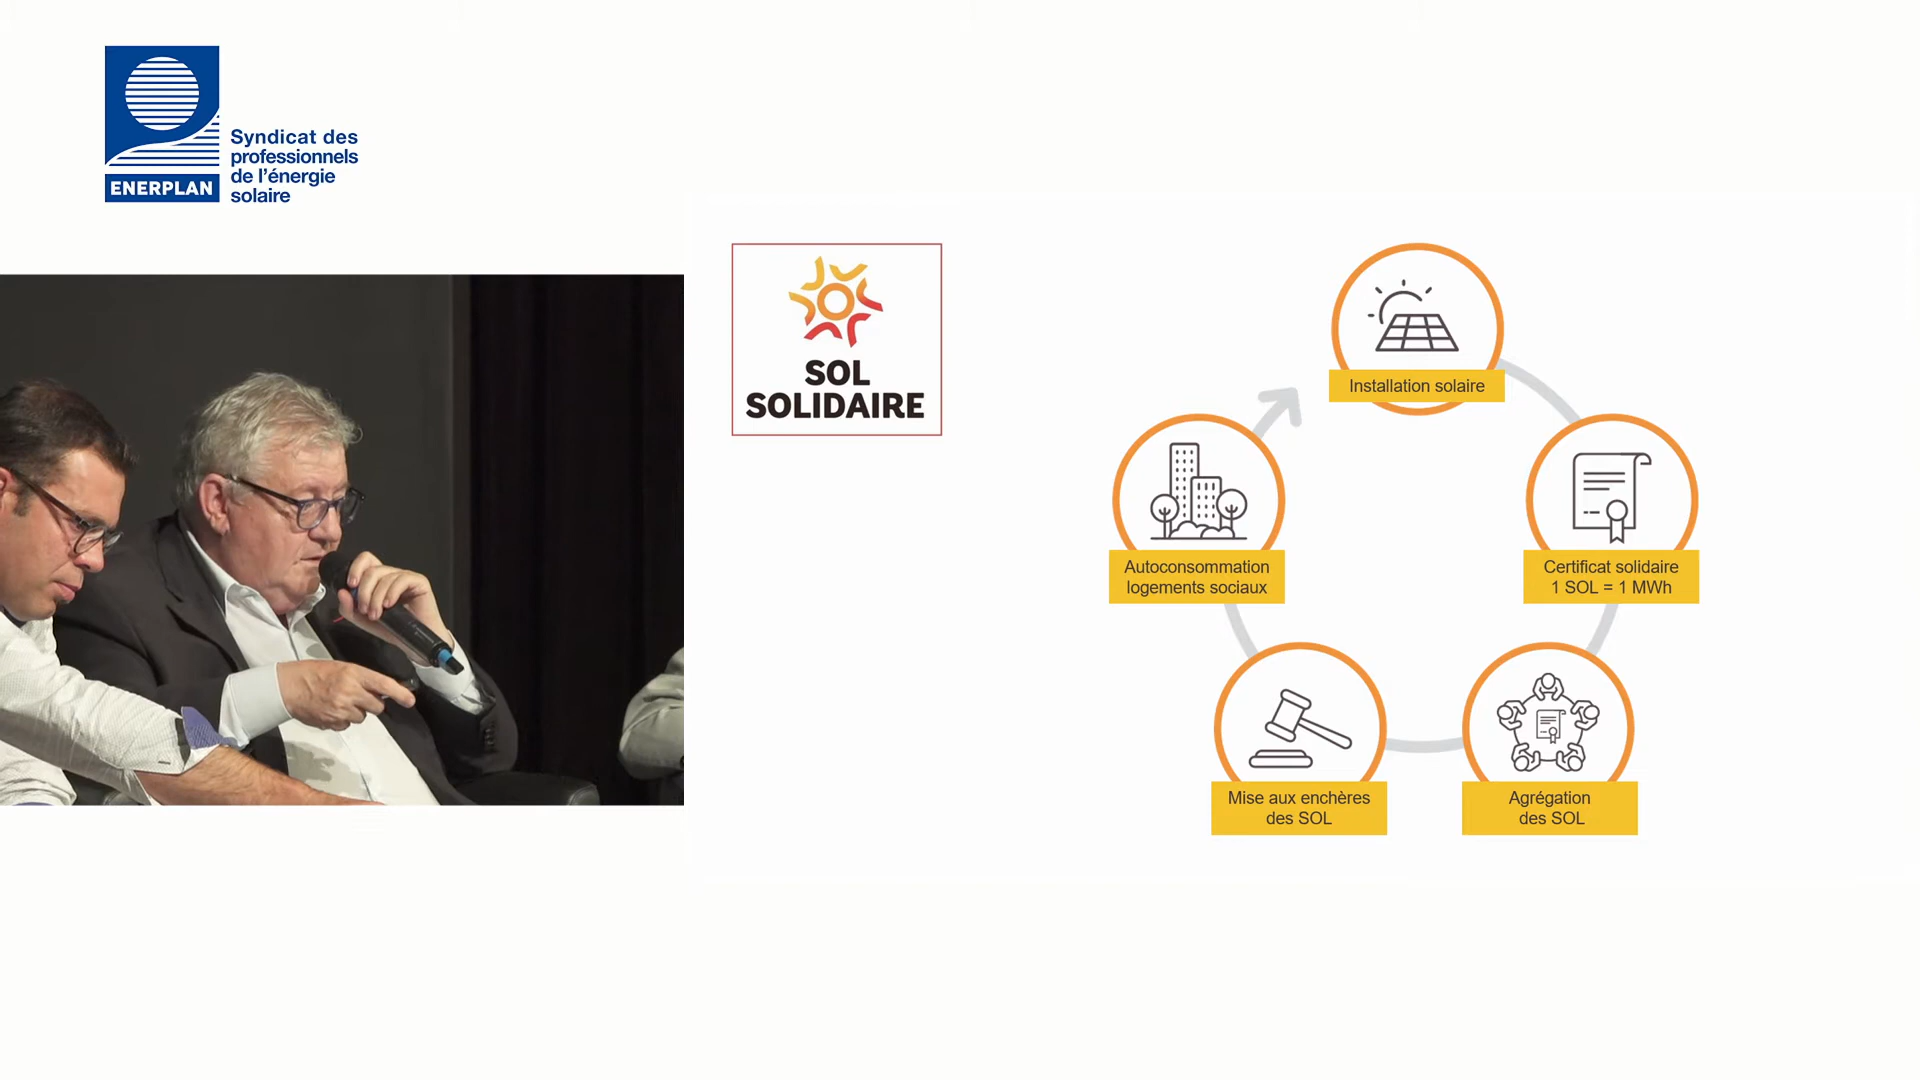 ENERPLAN
Syndicat des
professionnels
de l'énergie
solaire
SOL
SOLIDAIRE
Installation solaire
Certificat solidaire
1 SOL = 1 MWh
Agrégation
des SOL
Mise aux enchères
des SOL
Autoconsommation
logements sociaux